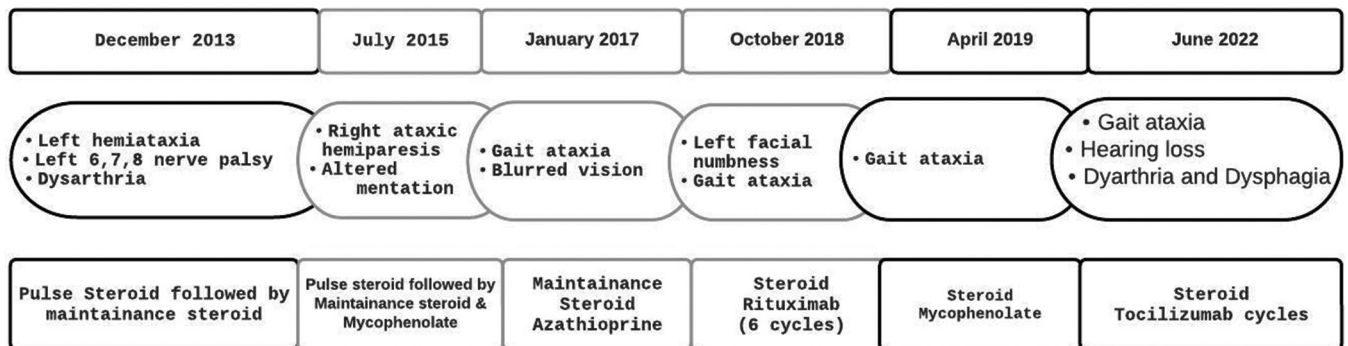 December 2013
July 2015
January 2017
October 2018
April 2019
June 2022
• Left hemiataxia
• Left 6,7,8 nerve palsy
• Dysarthria
• Right ataxic
hemiparesis
• Altered
mentation
• Gait ataxia
• Blurred vision
• Left facial
numbness
• Gait ataxia
• Gait ataxia
• Gait ataxia
• Hearing loss
• Dyarthria and Dysphagia
Pulse Steroid followed by
maintainance steroid
Pulse steroid followed by
Maintainance steroid &
Mycophenolate
Maintainance
Steroid
Azathioprine
Steroid
Rituximab
(6 cycles)
Steroid
Mycophenolate
Steroid
Tocilizumab cycles